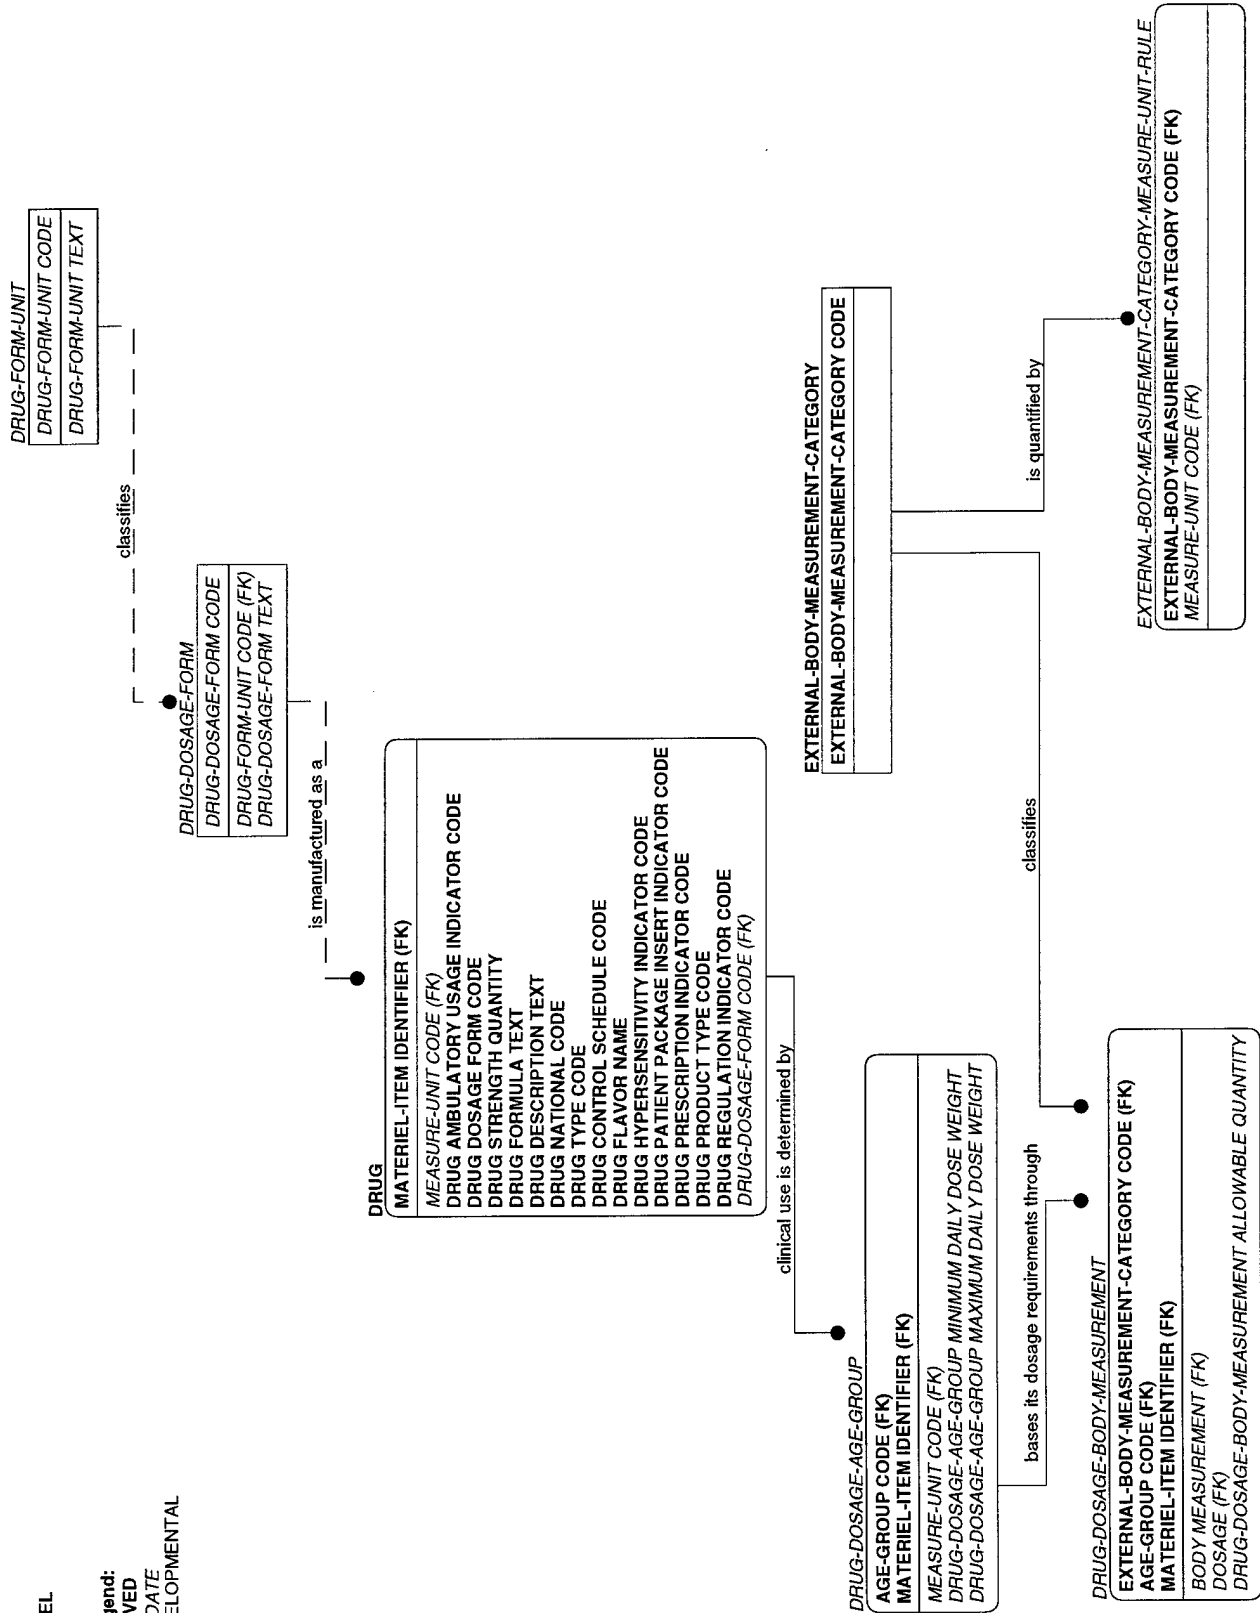 EL
gend:
VED
DATE
ELOPMENTAL
DRUG-FORM-UNIT
DRUG-FORM-UNIT CODE
DRUG-FORM-UNIT TEXT
classifies
DRUG-DOSAGE-FORM
DRUG-DOSAGE-FORM CODE
DRUG-FORM-UNIT CODE (FK)
DRUG-DOSAGE-FORM TEXT
is manufactured as a
DRUG
MATERIEL-ITEM IDENTIFIER (FK)
MEASURE-UNIT CODE (FK)
DRUG AMBULATORY USAGE INDICATOR CODE
DRUG DOSAGE FORM CODE
DRUG STRENGTH QUANTITY
DRUG FORMULA TEXT
DRUG DESCRIPTION TEXT
DRUG NATIONAL CODE
DRUG TYPE CODE
DRUG CONTROL SCHEDULE CODE
DRUG FLAVOR NAME
DRUG HYPERSENSITIVITY INDICATOR CODE
DRUG PATIENT PACKAGE INSERT INDICATOR CODE
DRUG PRESCRIPTION INDICATOR CODE
DRUG PRODUCT TYPE CODE
DRUG REGULATION INDICATOR CODE
DRUG-DOSAGE-FORM CODE (FK)
clinical use is determined by
DRUG-DOSAGE-AGE-GROUP
AGE-GROUP CODE (FK)
MATERIEL-ITEM IDENTIFIER (FK)
MEASURE-UNIT CODE (FK)
DRUG-DOSAGE-AGE-GROUP MINIMUM DAILY DOSE WEIGHT
DRUG-DOSAGE-AGE-GROUP MAXIMUM DAILY DOSE WEIGHT
bases its dosage requirements through
EXTERNAL-BODY-MEASUREMENT-CATEGORY
EXTERNAL-BODY-MEASUREMENT-CATEGORY CODE
classifies
is quantified by
DRUG-DOSAGE-BODY-MEASUREMENT
EXTERNAL-BODY-MEASUREMENT-CATEGORY CODE (FK)
AGE-GROUP CODE (FK)
MATERIEL-ITEM IDENTIFIER (FK)
BODY MEASUREMENT (FK)
DOSAGE (FK)
DRUG-DOSAGE-BODY-MEASUREMENT ALLOWABLE QUANTITY
EXTERNAL-BODY-MEASUREMENT-CATEGORY-MEASURE-UNIT-RULE
EXTERNAL-BODY-MEASUREMENT-CATEGORY CODE (FK)
MEASURE-UNIT CODE (FK)